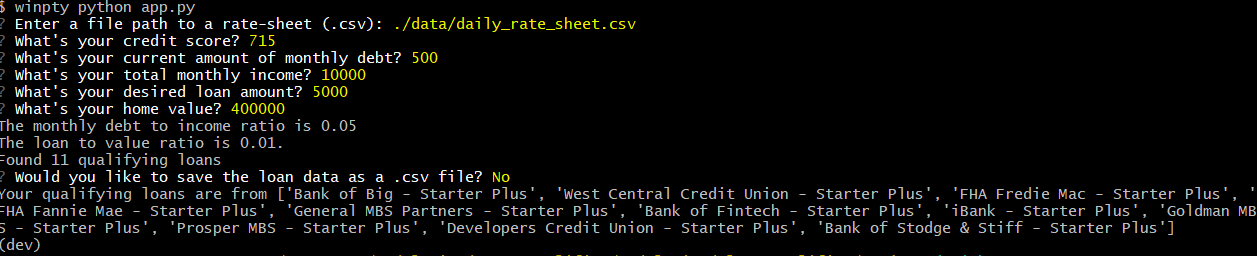 $ winpty python app.py
? Enter a file path to a rate-sheet (.csv): ./data/daily_rate_sheet.csv
? What's your credit score? 715
? What's your current amount of monthly debt? 500
? What's your total monthly income? 10000
? What's your desired loan amount? 5000
? What's your home value? 400000
The monthly debt to income ratio is 0.05
The loan to value ratio is 0.01.
Found 11 qualifying loans
? Would you like to save the loan data as a .csv file? No
Your qualifying loans are from ['Bank of Big - Starter Plus', 'West Central Credit Union - Starter Plus', 'FHA Fredie Mac - Starter Plus', '
FHA Fannie Mae - Starter Plus', 'General MBS Partners - Starter Plus', 'Bank of Fintech - Starter Plus', 'iBank - Starter Plus', 'Goldman MB
S - Starter Plus', 'Prosper MBS - Starter Plus', 'Developers Credit Union - Starter Plus', 'Bank of Stodge & Stiff - Starter Plus']
(dev)